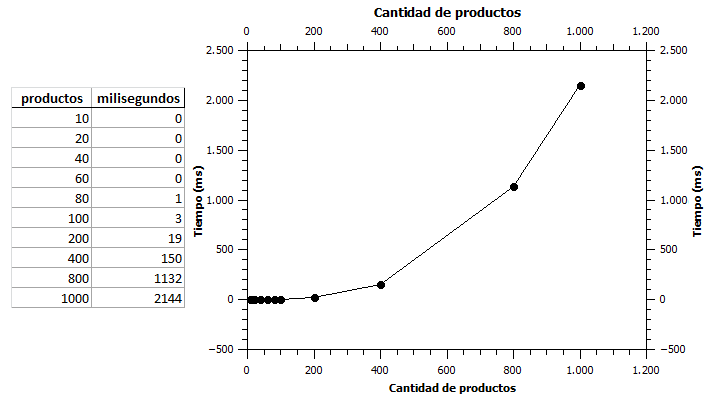 productos milisegundos
10 0
20 0
40 0
60 0
80 1
100 3
200 19
400 150
800 1132
1000 2144
Cantidad de productos
0 200 400 600 800 1.000 1.200
2.500 2.500
2.000 2.000
1.500 1.500
1.000 1.000
500 500
0 0
−500 −500
Tiempo (ms)
Tiempo (ms)
0 200 400 600 800 1.000 1.200
Cantidad de productos